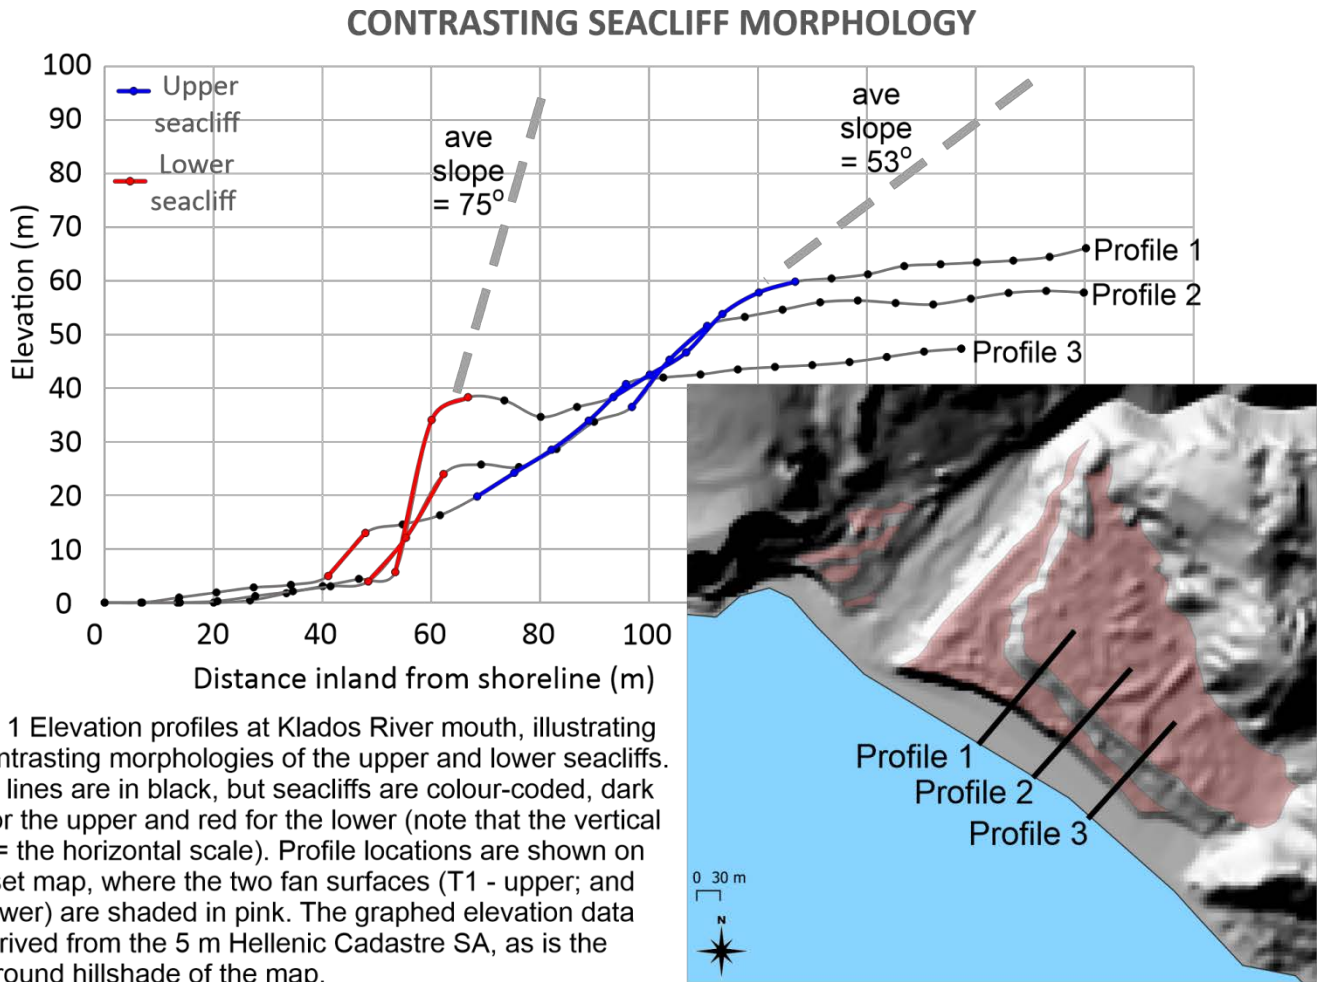 CONTRASTING SEACLIFF MORPHOLOGY
100
90
80
70
60
50
40
30
20
10
0
Elevation (m)
Upper
seacliff
Lower
seacliff
ave
slope
= 75°
ave
slope
= 53°
Profile 1
Profile 2
Profile 3
0 20 40 60 80 100
Distance inland from shoreline (m)
1 Elevation profiles at Klados River mouth, illustrating
ntrasting morphologies of the upper and lower seacliffs.
lines are in black, but seacliffs are colour-coded, dark
or the upper and red for the lower (note that the vertical
= the horizontal scale). Profile locations are shown on
set map, where the two fan surfaces (T1 - upper; and
wer) are shaded in pink. The graphed elevation data
rived from the 5 m Hellenic Cadastre SA, as is the
round hillshade of the map.
Profile 1
Profile 2
Profile 3
0 30 m
N